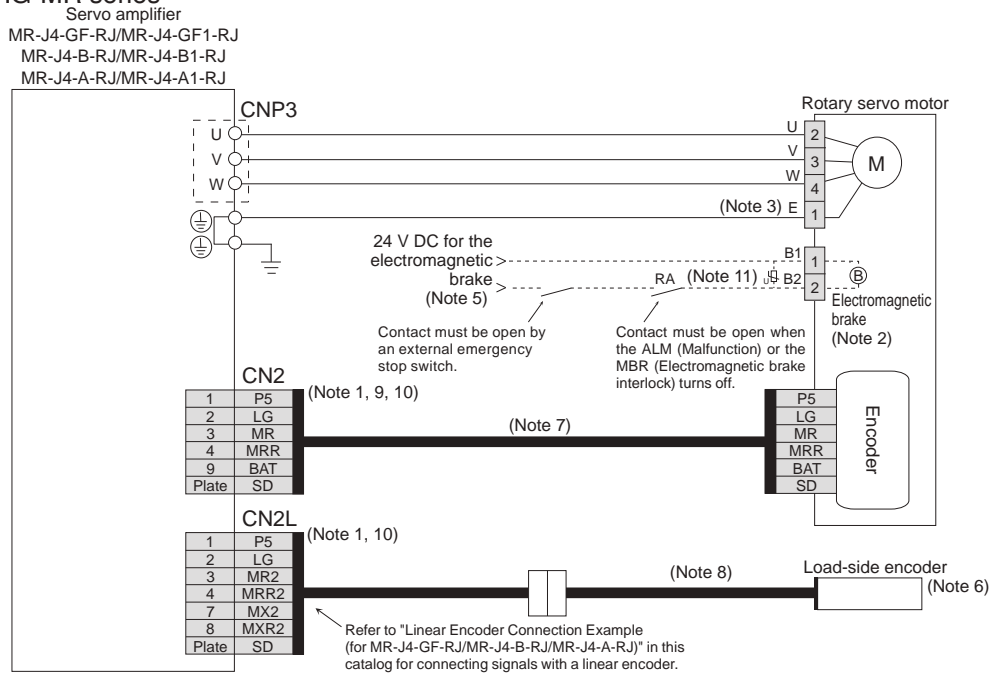 Servo amplifier
MR-J4-GF-RJ/MR-J4-GF1-RJ
MR-J4-B-RJ/MR-J4-B1-RJ
MR-J4-A-RJ/MR-J4-A1-RJ
CNP3
U
V
W
Rotary servo motor
U 2
V 3
W 4
(Note 3) E 1
M
24 V DC for the
electromagnetic
brake
(Note 5)
RA (Note 11)
U
B1 1
B2 2
B
Electromagnetic
brake
(Note 2)
Contact must be open by
an external emergency
stop switch.
Contact must be open when
the ALM (Malfunction) or the
MBR (Electromagnetic brake
interlock) turns off.
CN2
(Note 1, 9, 10)
1 P5
2 LG
3 MR
4 MRR
9 BAT
Plate SD
(Note 7)
P5
LG
MR
MRR
BAT
SD
Encoder
CN2L
(Note 1, 10)
1 P5
2 LG
3 MR2
4 MRR2
7 MX2
8 MXR2
Plate SD
(Note 8)
Load-side encoder
(Note 6)
Refer to "Linear Encoder Connection Example
(for MR-J4-GF-RJ/MR-J4-B-RJ/MR-J4-A-RJ)" in this
catalog for connecting signals with a linear encoder.